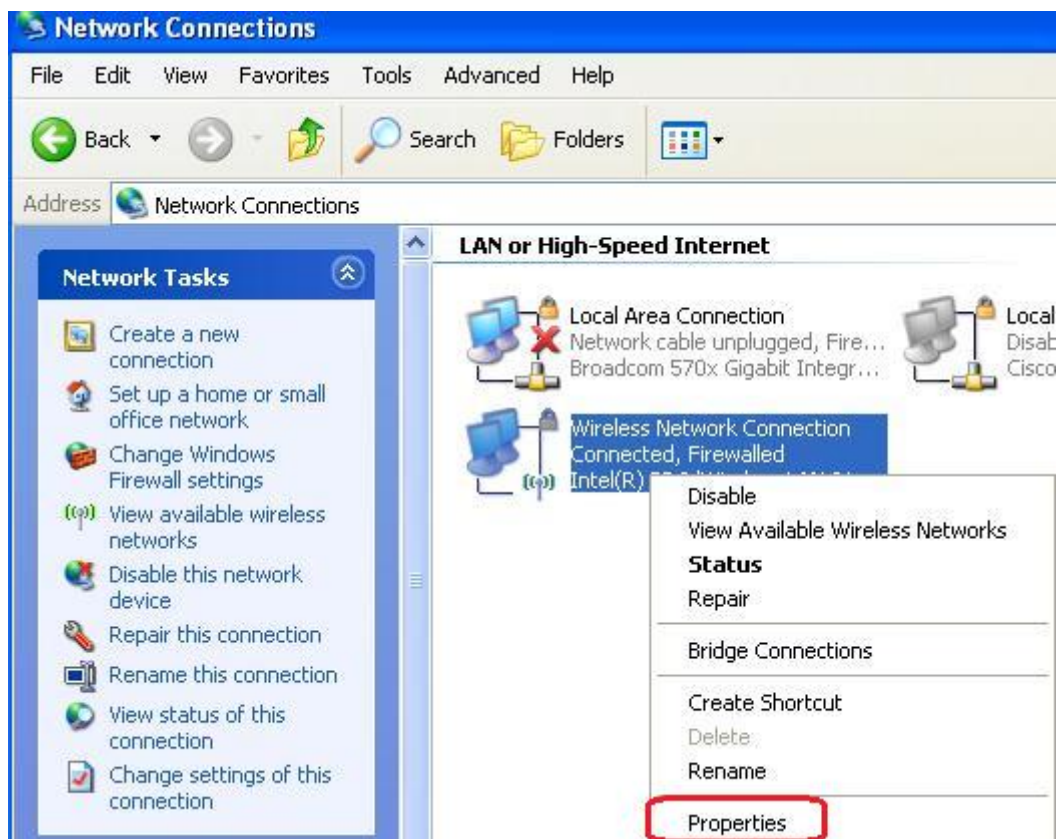 Network Connections
File Edit View Favorites Tools Advanced Help
Back Search Folders
Address Network Connections
Network Tasks
Create a new
connection
Set up a home or small
office network
Change Windows
Firewall settings
View available wireless
networks
Disable this network
device
Repair this connection
Rename this connection
View status of this
connection
Change settings of this
connection
LAN or High-Speed Internet
Local Area Connection
Network cable unplugged, Fire...
Broadcom 570x Gigabit Integr...
Local
Disab
Cisco
Wireless Network Connection
Connected, Firewalled
Intel(R)
Disable
View Available Wireless Networks
Status
Repair
Bridge Connections
Create Shortcut
Delete
Rename
Properties